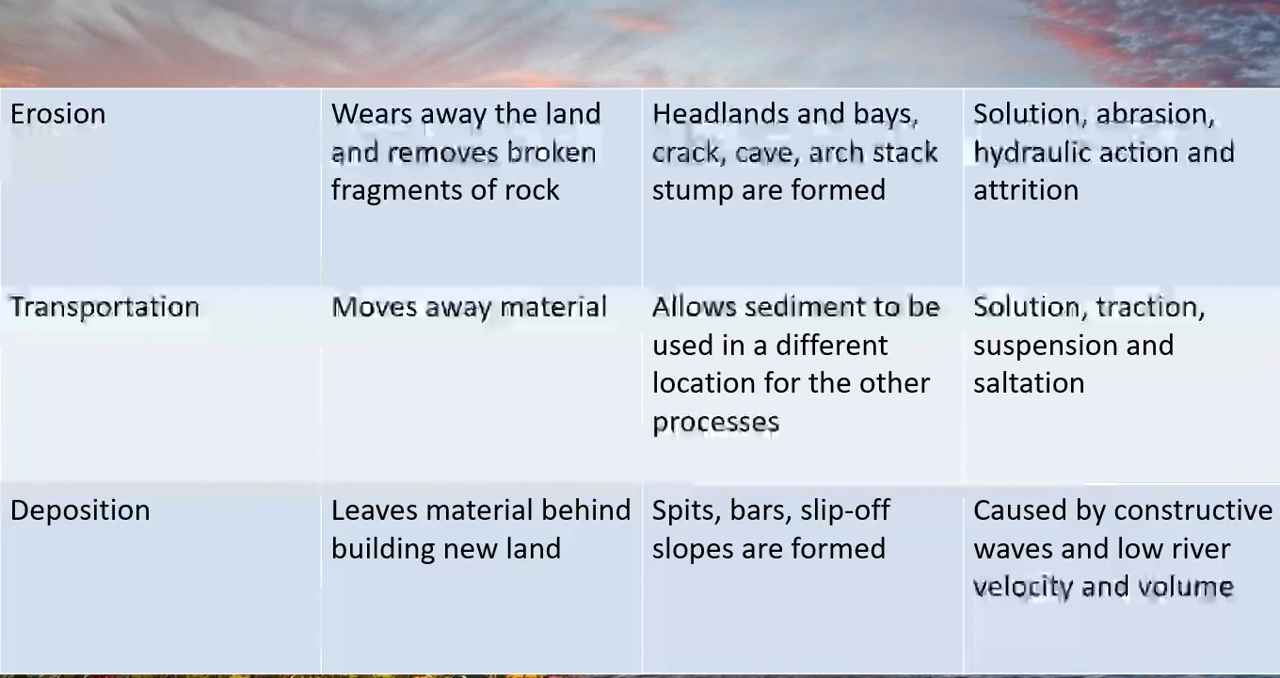 Erosion
Wears away the land
and removes broken
fragments of rock
Headlands and bays,
crack, cave, arch stack
stump are formed
Solution, abrasion,
hydraulic action and
attrition
Transportation
Moves away material
Allows sediment to be
used in a different
location for the other
processes
Solution, traction,
suspension and
saltation
Deposition
Leaves material behind
building new land
Spits, bars, slip-off
slopes are formed
Caused by constructive
waves and low river
velocity and volume